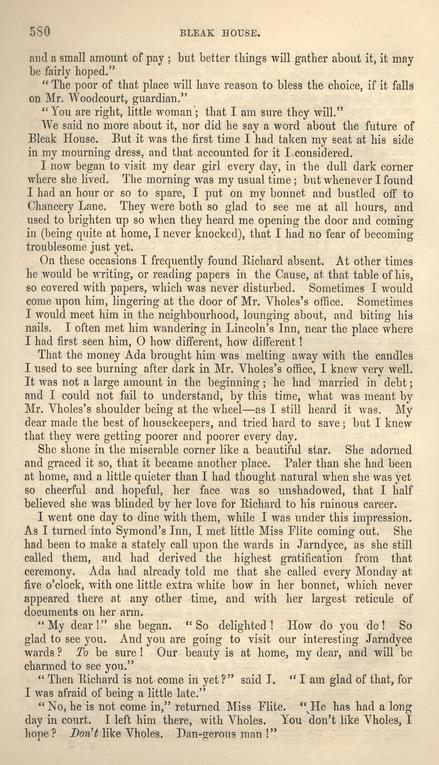 580 BLEAK HOUSE.
and a small amount of pay; but better things will gather about it, it may
be fairly hoped."
"The poor of that place will have reason to bless the choice, if it falls
on Mr. Woodcourt, guardian."
"You are right, little woman; that I am sure they will."
We said no more about it, nor did he say a word about the future of
Bleak House. But it was the first time I had taken my seat at his side
in my mourning dress, and that accounted for it I considered.
I now began to visit my dear girl every day, in the dull dark corner
where she lived. The morning was my usual time; but whenever I found
I had an hour or so to spare, I put on my bonnet and bustled off to
Chancery Lane. They were both so glad to see me at all hours, and
used to brighten up so when they heard me opening the door and coming
in (being quite at home, I never knocked), that I had no fear of becoming
troublesome just yet.
On these occasions I frequently found Richard absent. At other times
he would be writing, or reading papers in the Cause, at that table of his,
so covered with papers, which was never disturbed. Sometimes I would
come upon him, lingering at the door of Mr. Vholes's office. Sometimes
I would meet him in the neighbourhood, lounging about, and biting his
nails. I often met him wandering in Lincoln's Inn, near the place where
I had first seen him, O how different, how different!
That the money Ada brought him was melting away with the candles
I used to see burning after dark in Mr. Vholes's office, I knew very well.
It was not a large amount in the beginning; he had married in debt;
and I could not fail to understand, by this time, what was meant by
Mr. Vholes's shoulder being at the wheel—as I still heard it was. My
dear made the best of housekeepers, and tried hard to save; but I knew
that they were getting poorer and poorer every day.
She shone in the miserable corner like a beautiful star. She adorned
and graced it so, that it became another place. Paler than she had been
at home, and a little quieter than I had thought natural when she was yet
so cheerful and hopeful, her face was so unshadowed, that I half
believed she was blinded by her love for Richard to his ruinous career.
I went one day to dine with them, while I was under this impression.
As I turned into Symond's Inn, I met little Miss Flite coming out. She
had been to make a stately call upon the wards in Jarndyce, as she still
called them, and had derived the highest gratification from that
ceremony. Ada had already told me that she called every Monday at
five o'clock, with one little extra white bow in her bonnet, which never
appeared there at any other time, and with her largest reticule of
documents on her arm.
"My dear!" she began. "So delighted! How do you do! So
glad to see you. And you are going to visit our interesting Jarndyce
wards? To be sure! Our beauty is at home, my dear, and will be
charmed to see you."
"Then Richard is not come in yet?" said I. "I am glad of that, for
I was afraid of being a little late."
"No, he is not come in," returned Miss Flite. "He has had a long
day in court. I left him there, with Vholes. You don't like Vholes, I
hope? Don't like Vholes. Dan-gerous man!"